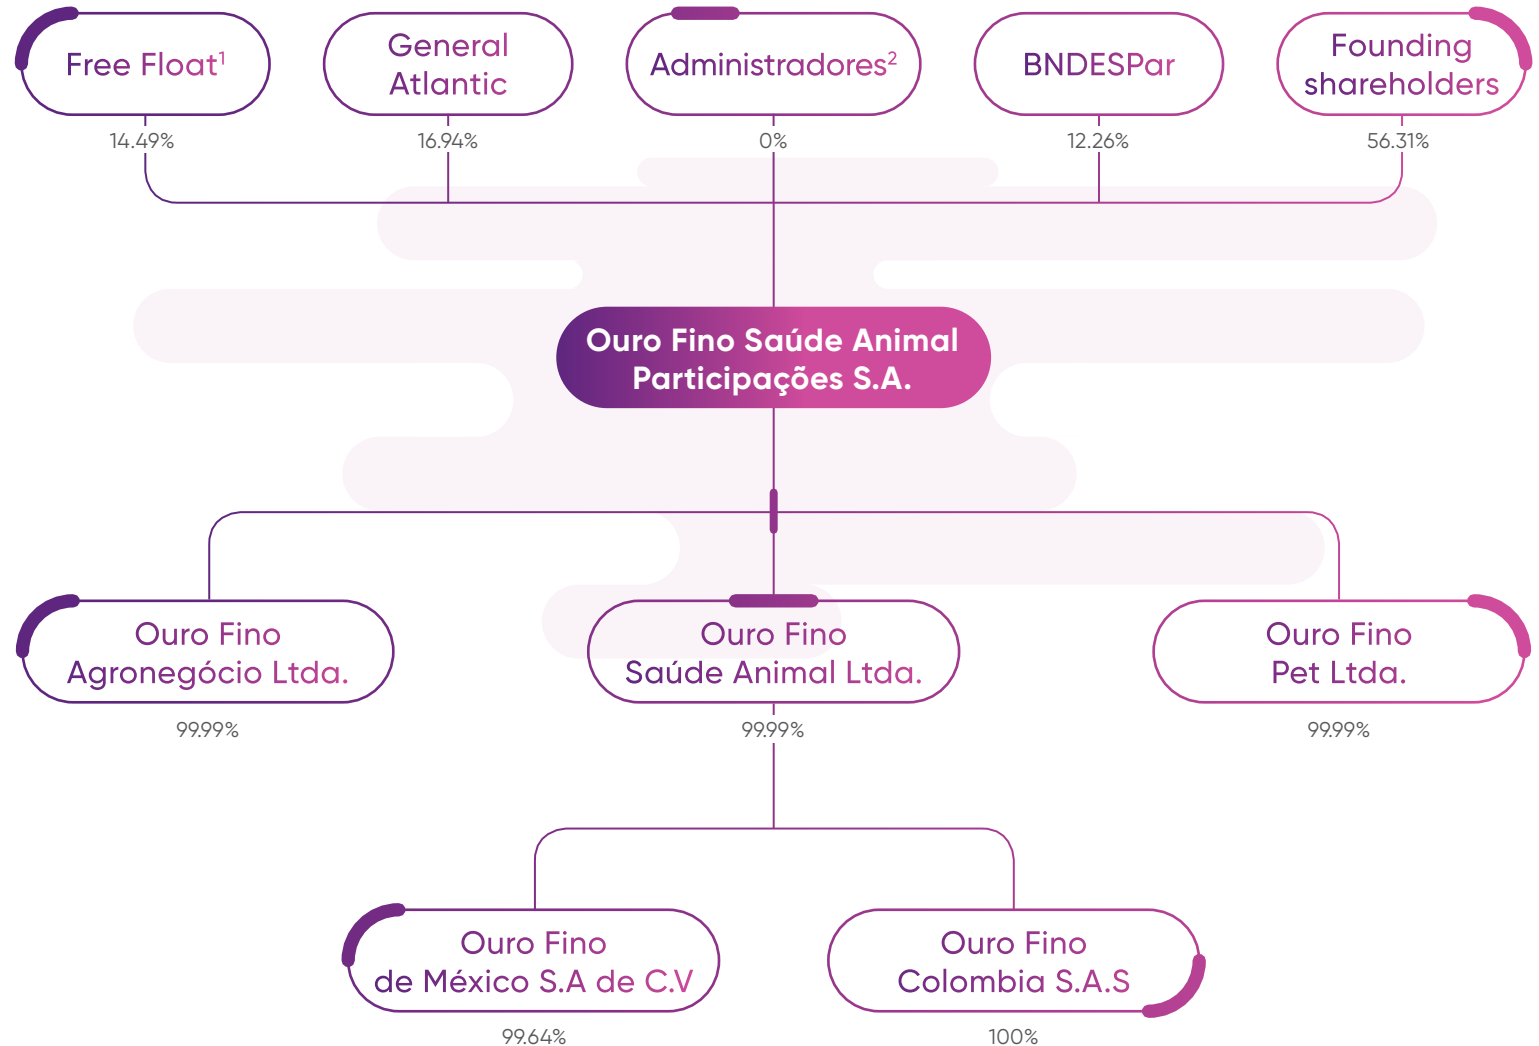 Free Float¹
General
Atlantic
Administradores²
BNDESPar
Founding
shareholders
14.49%
16.94%
0%
12.26%
56.31%
Ouro Fino Saúde Animal
Participações S.A.
Ouro Fino
Agronegócio Ltda.
Ouro Fino
Saúde Animal Ltda.
Ouro Fino
Pet Ltda.
99.99%
99.99%
99.99%
Ouro Fino
de México S.A de C.V
Ouro Fino
Colombia S.A.S
99.64%
100%